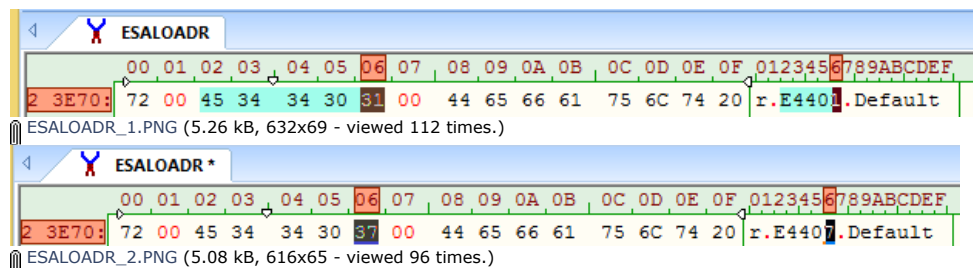 ESALOADR
00 01 02 03 04 05 06 07 08 09 0A 0B 0C 0D 0E 0F 0123456789ABCDEF
2 3E70: 72 00 45 34 34 30 31 00 44 65 66 61 75 6C 74 20 r.E4401.Default
ESALOADR_1.PNG (5.26 kB, 632x69 - viewed 112 times.)
ESALOADR *
00 01 02 03 04 05 06 07 08 09 0A 0B 0C 0D 0E 0F 0123456789ABCDEF
2 3E70: 72 00 45 34 34 30 37 00 44 65 66 61 75 6C 74 20 r.E4407.Default
ESALOADR_2.PNG (5.08 kB, 616x65 - viewed 96 times.)